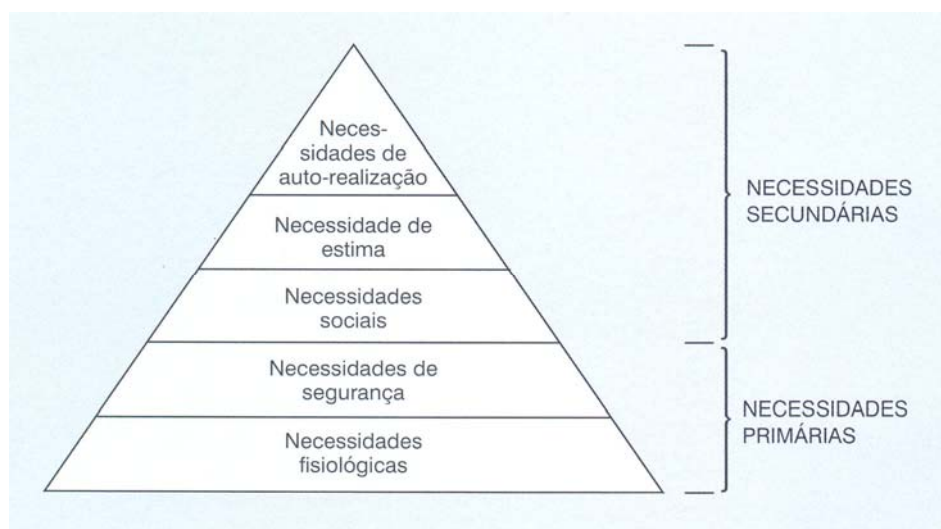 Neces-
sidades de
auto-realização
Necessidade de
estima
Necessidades
sociais
Necessidades de
segurança
Necessidades
fisiológicas
NECESSIDADES
SECUNDÁRIAS
NECESSIDADES
PRIMÁRIAS